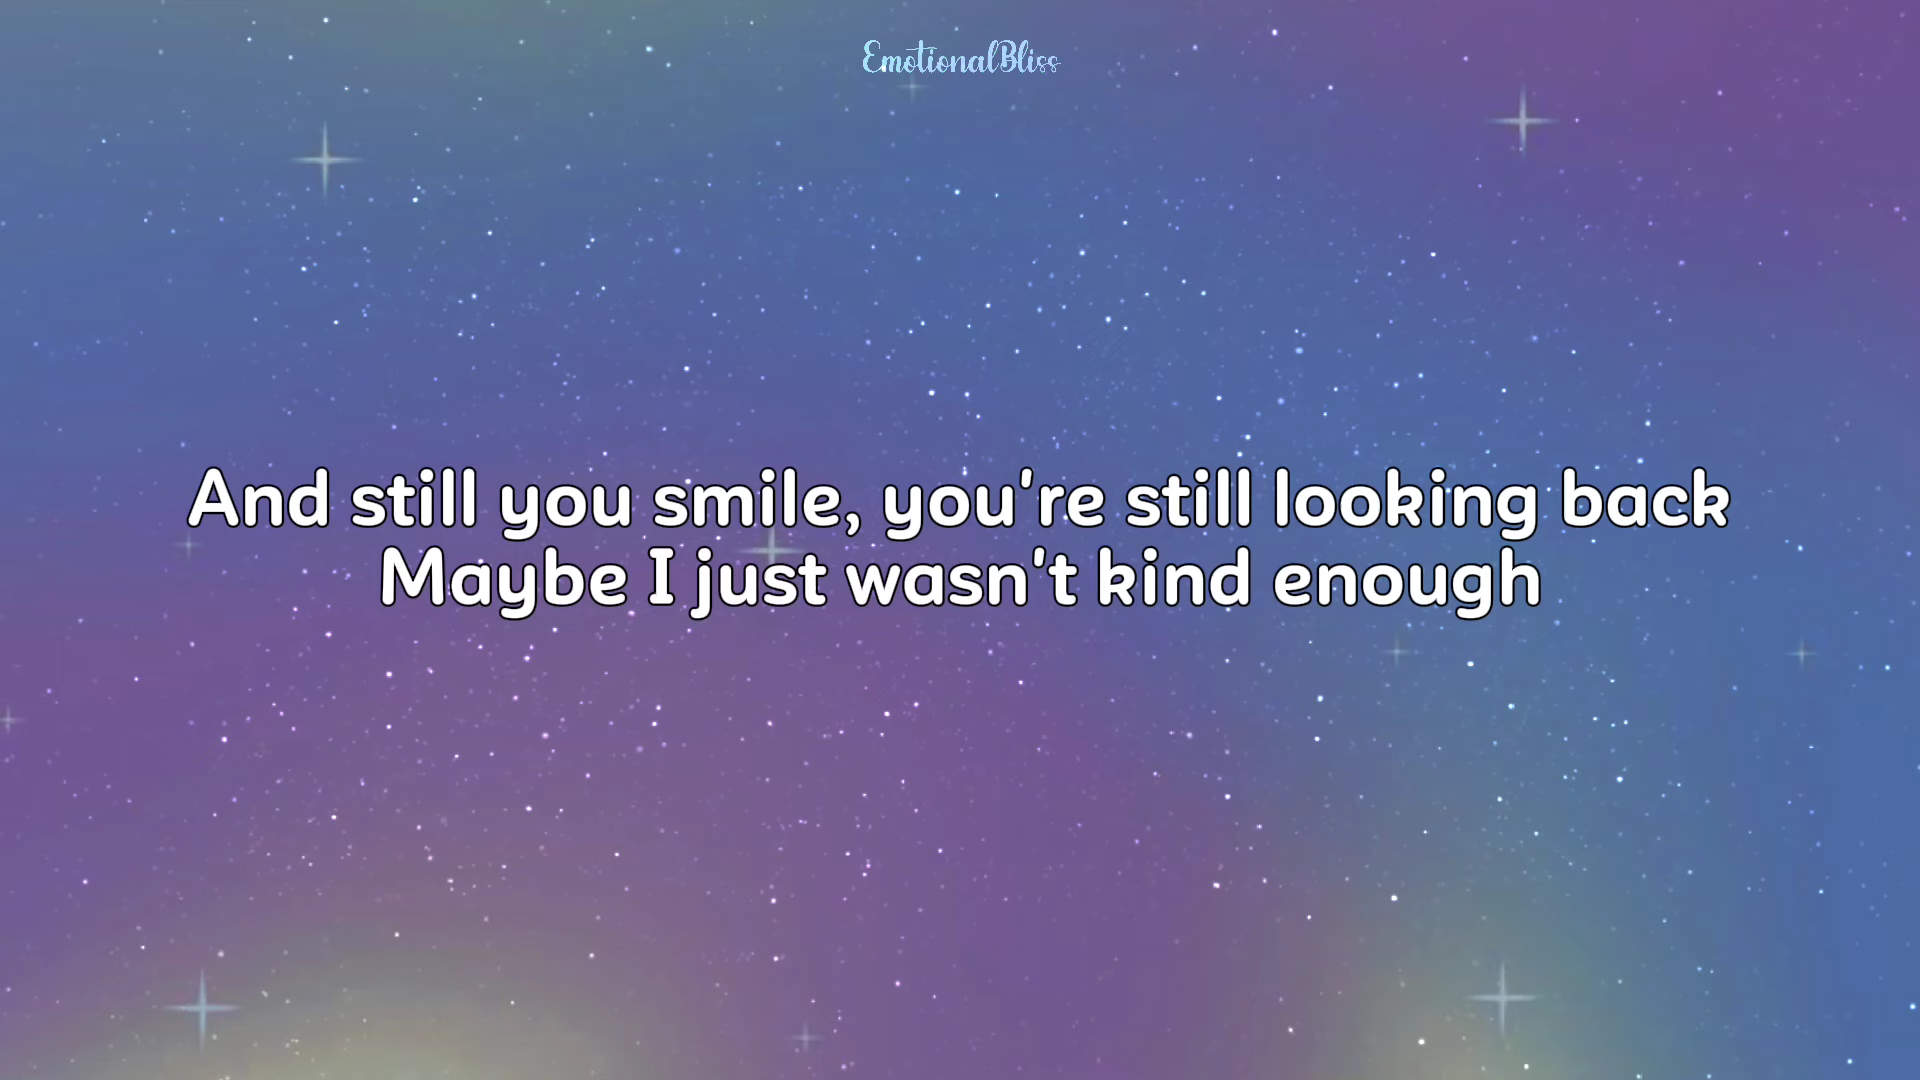 EmotionalBliss
And still you smile, you're still looking back
Maybe I just wasn't kind enough